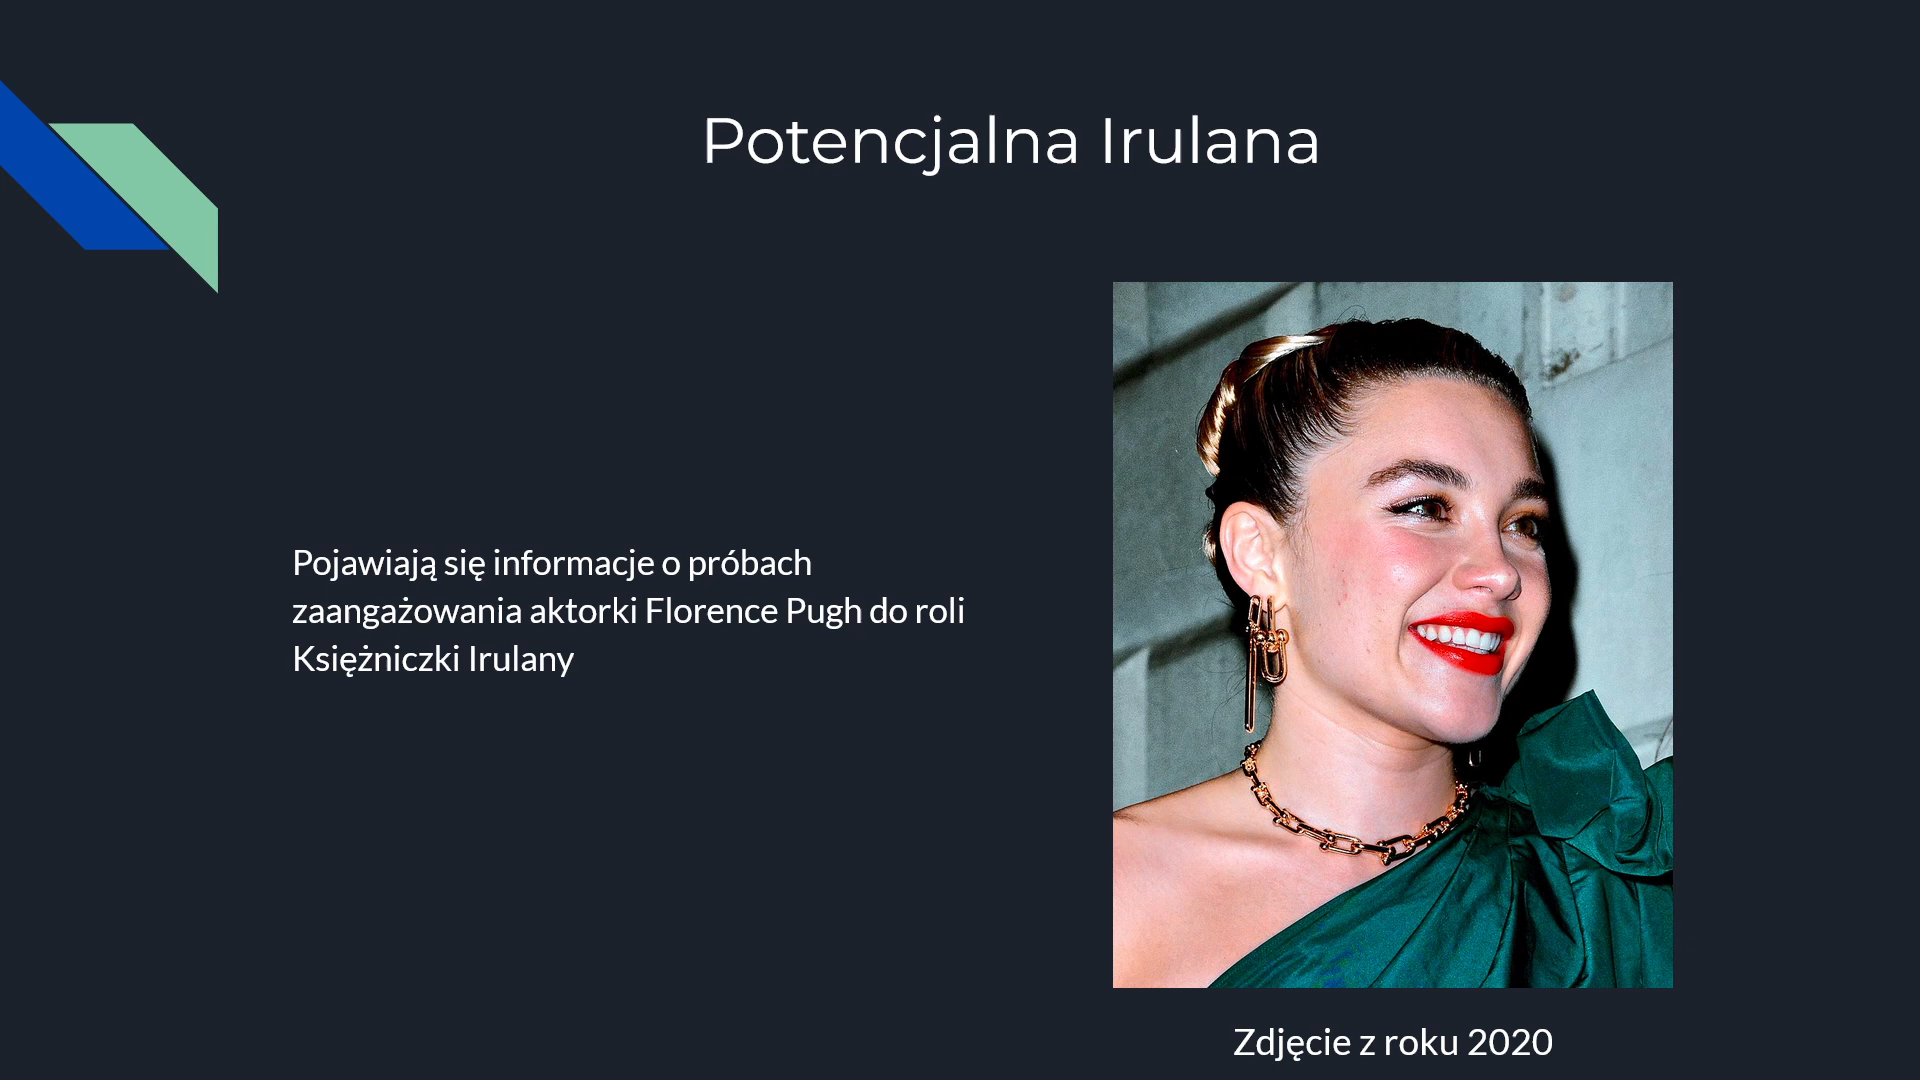 Potencjalna Irulana
Pojawiają się informacje o próbach
zaangażowania aktorki Florence Pugh do roli
Księżniczki Irulany
Zdjęcie z roku 2020